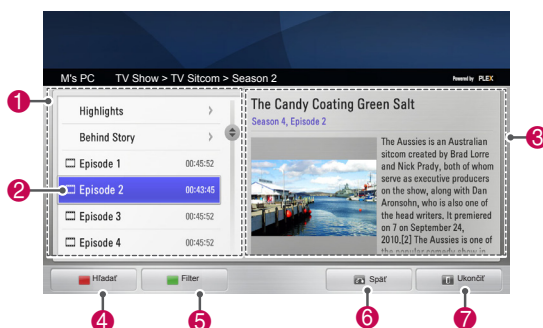 M's PC TV Show > TV Sitcom > Season 2
Powered by PLEX
1
Highlights >
Behind Story >
Episode 1 00:45:52
2
Episode 2 00:43:45
Episode 3 00:45:52
Episode 4 00:45:52
The Candy Coating Green Salt
Season 4, Episode 2
3
The Aussies is an Australian
sitcom created by Brad Lorre
and Nick Prady, both of whom
serve as executive producers
on the show, along with Dan
Aronsohn, who is also one of
the head writers. It premiered
on 7 on September 24,
2010.[2] The Aussies is one of
the popular comedy show in
Hľadať
Filter
Späť
Ukončiť
4
5
6
7